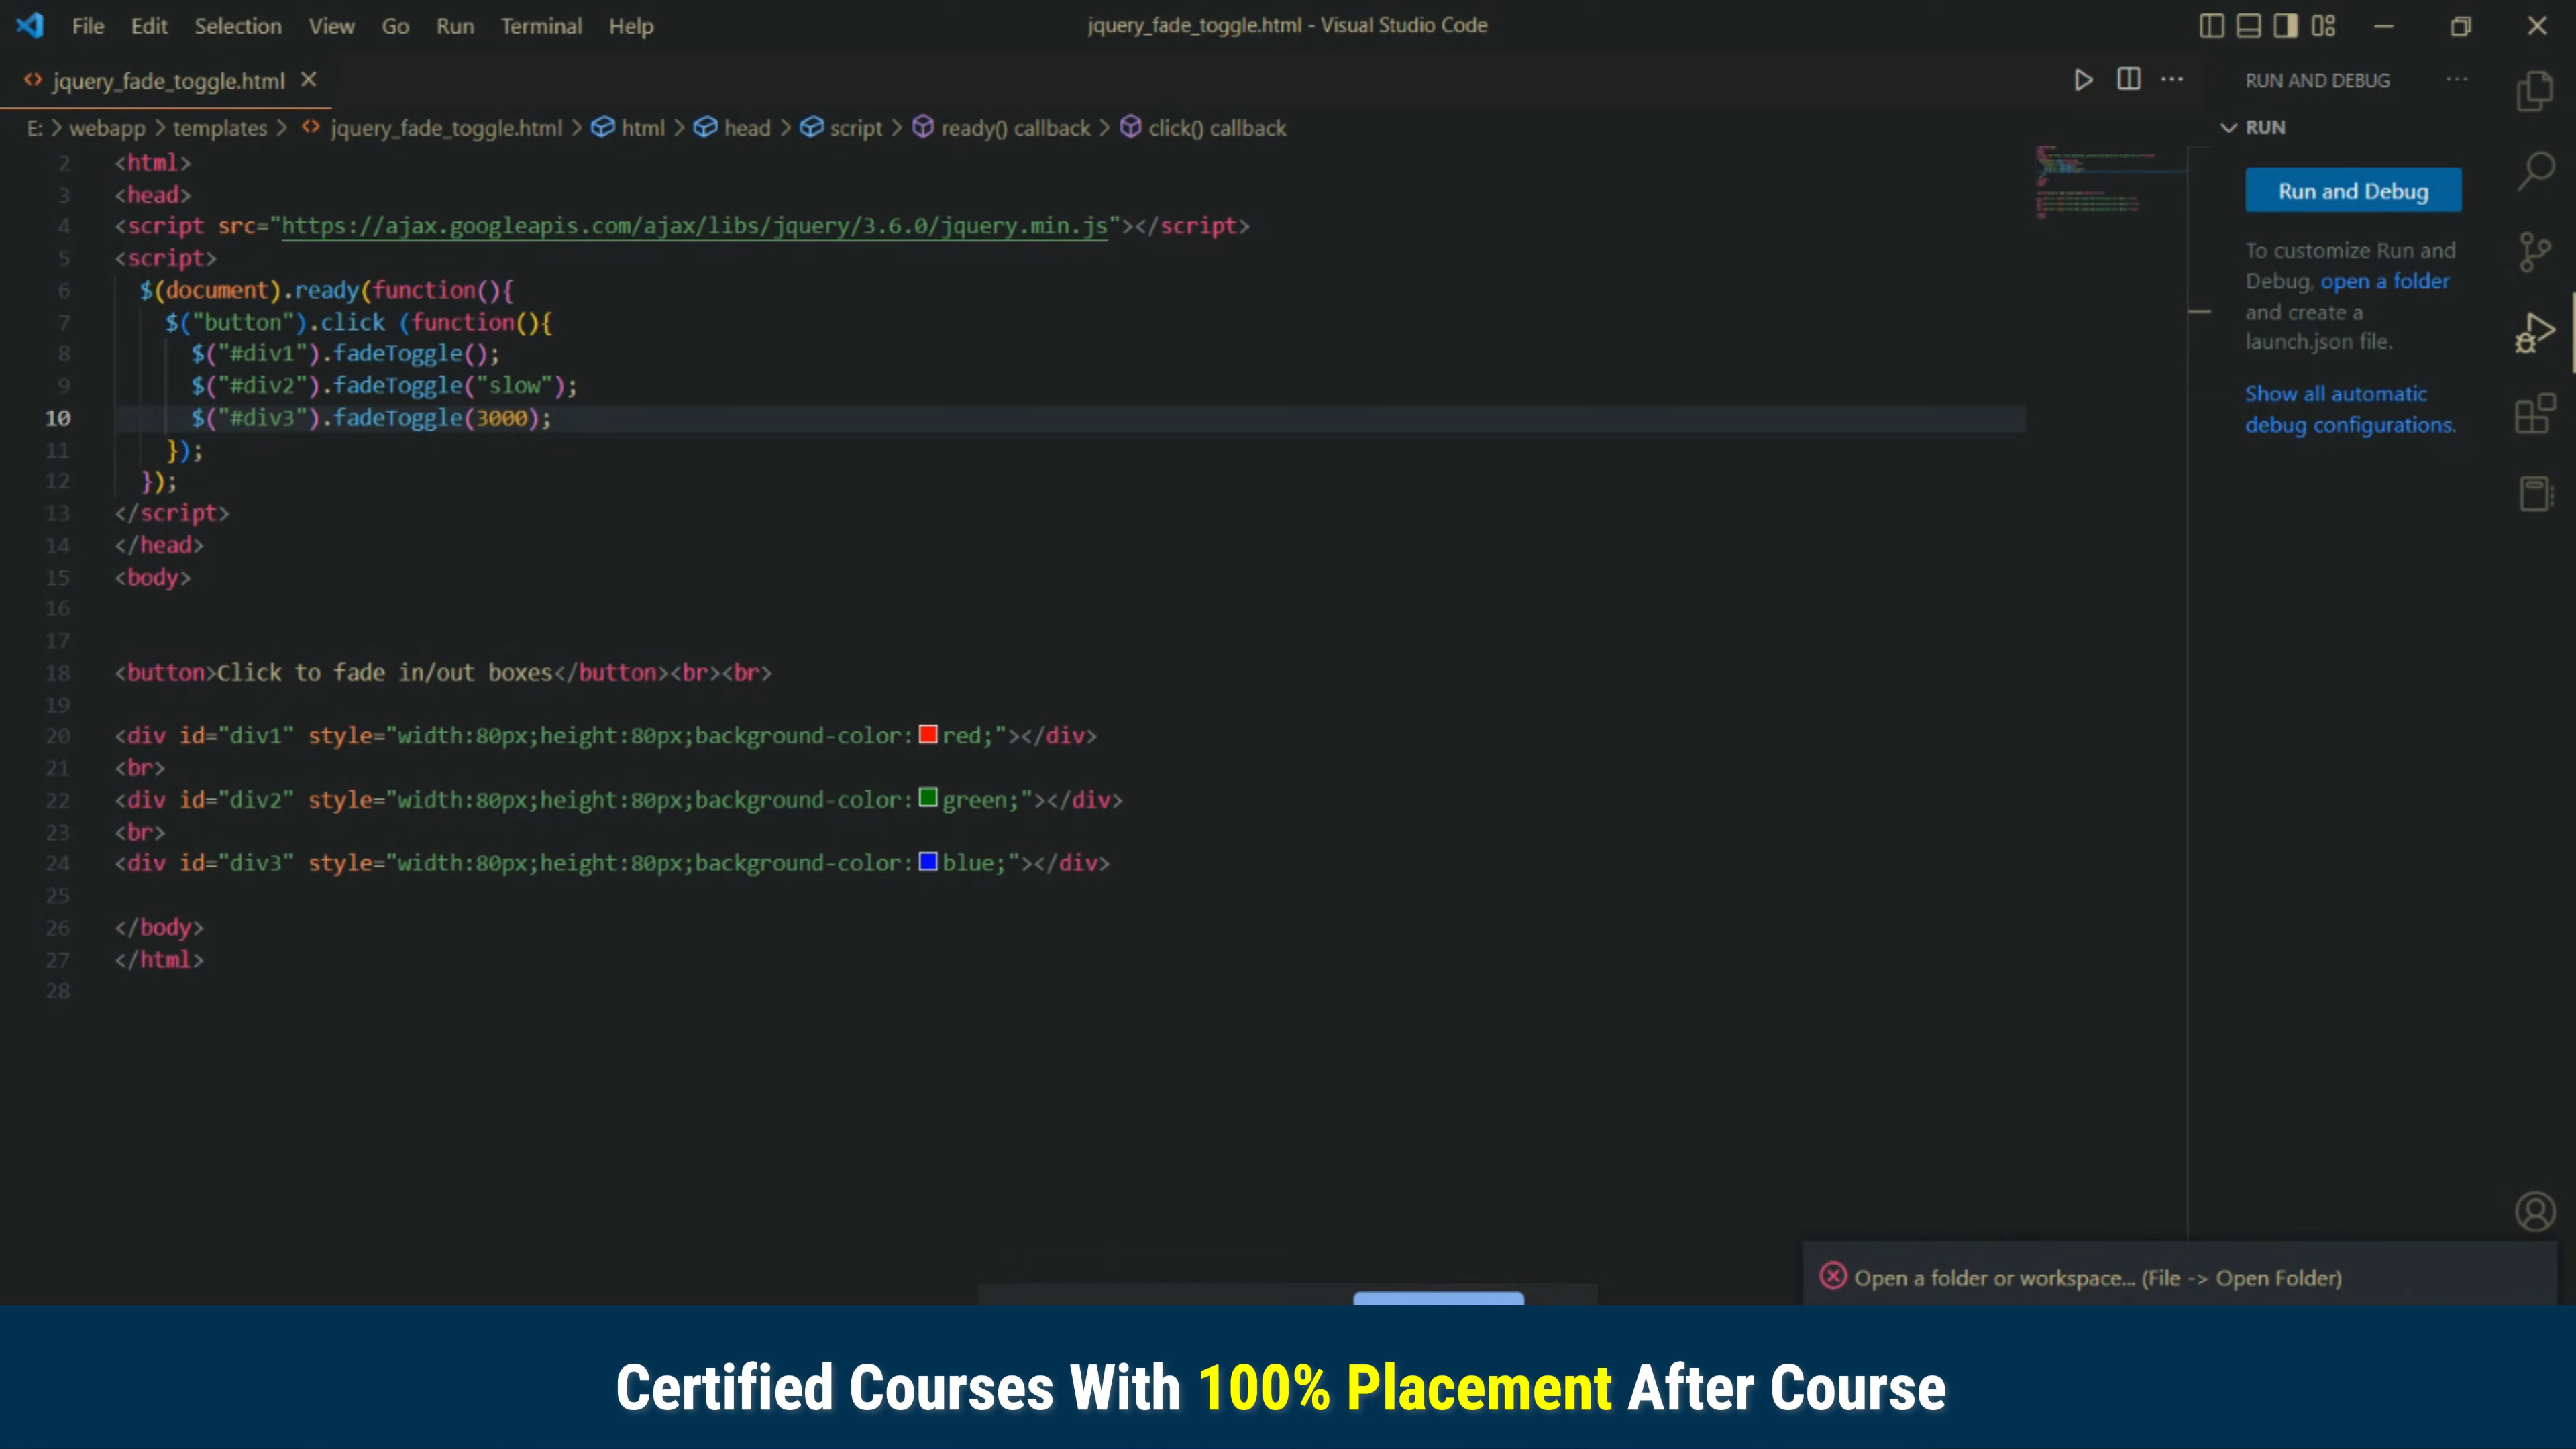 File Edit Selection View Go Run Terminal Help
jquery_fade_toggle.html - Visual Studio Code
jquery_fade_toggle.html
RUN AND DEBUG
E: > webapp > templates > jquery_fade_toggle.html > html > head > script > ready() callback > click() callback
RUN
2 <html>
3 <head>
4 <script src="https://ajax.googleapis.com/ajax/libs/jquery/3.6.0/jquery.min.js"></script>
5 <script>
6 $(document).ready(function(){
7 $("button").click (function(){
8 $("#div1").fadeToggle();
9 $("#div2").fadeToggle("slow");
10 $("#div3").fadeToggle(3000);
11 });
12 });
13 </script>
14 </head>
15 <body>
16
17
18 <button>Click to fade in/out boxes</button><br><br>
19
20 <div id="div1" style="width:80px;height:80px;background-color:red;"></div>
21 <br>
22 <div id="div2" style="width:80px;height:80px;background-color:green;"></div>
23 <br>
24 <div id="div3" style="width:80px;height:80px;background-color:blue;"></div>
25
26 </body>
27 </html>
28
Run and Debug
To customize Run and
Debug, open a folder
and create a
launch.json file.
Show all automatic
debug configurations.
Open a folder or workspace... (File -> Open Folder)
Certified Courses With 100% Placement After Course